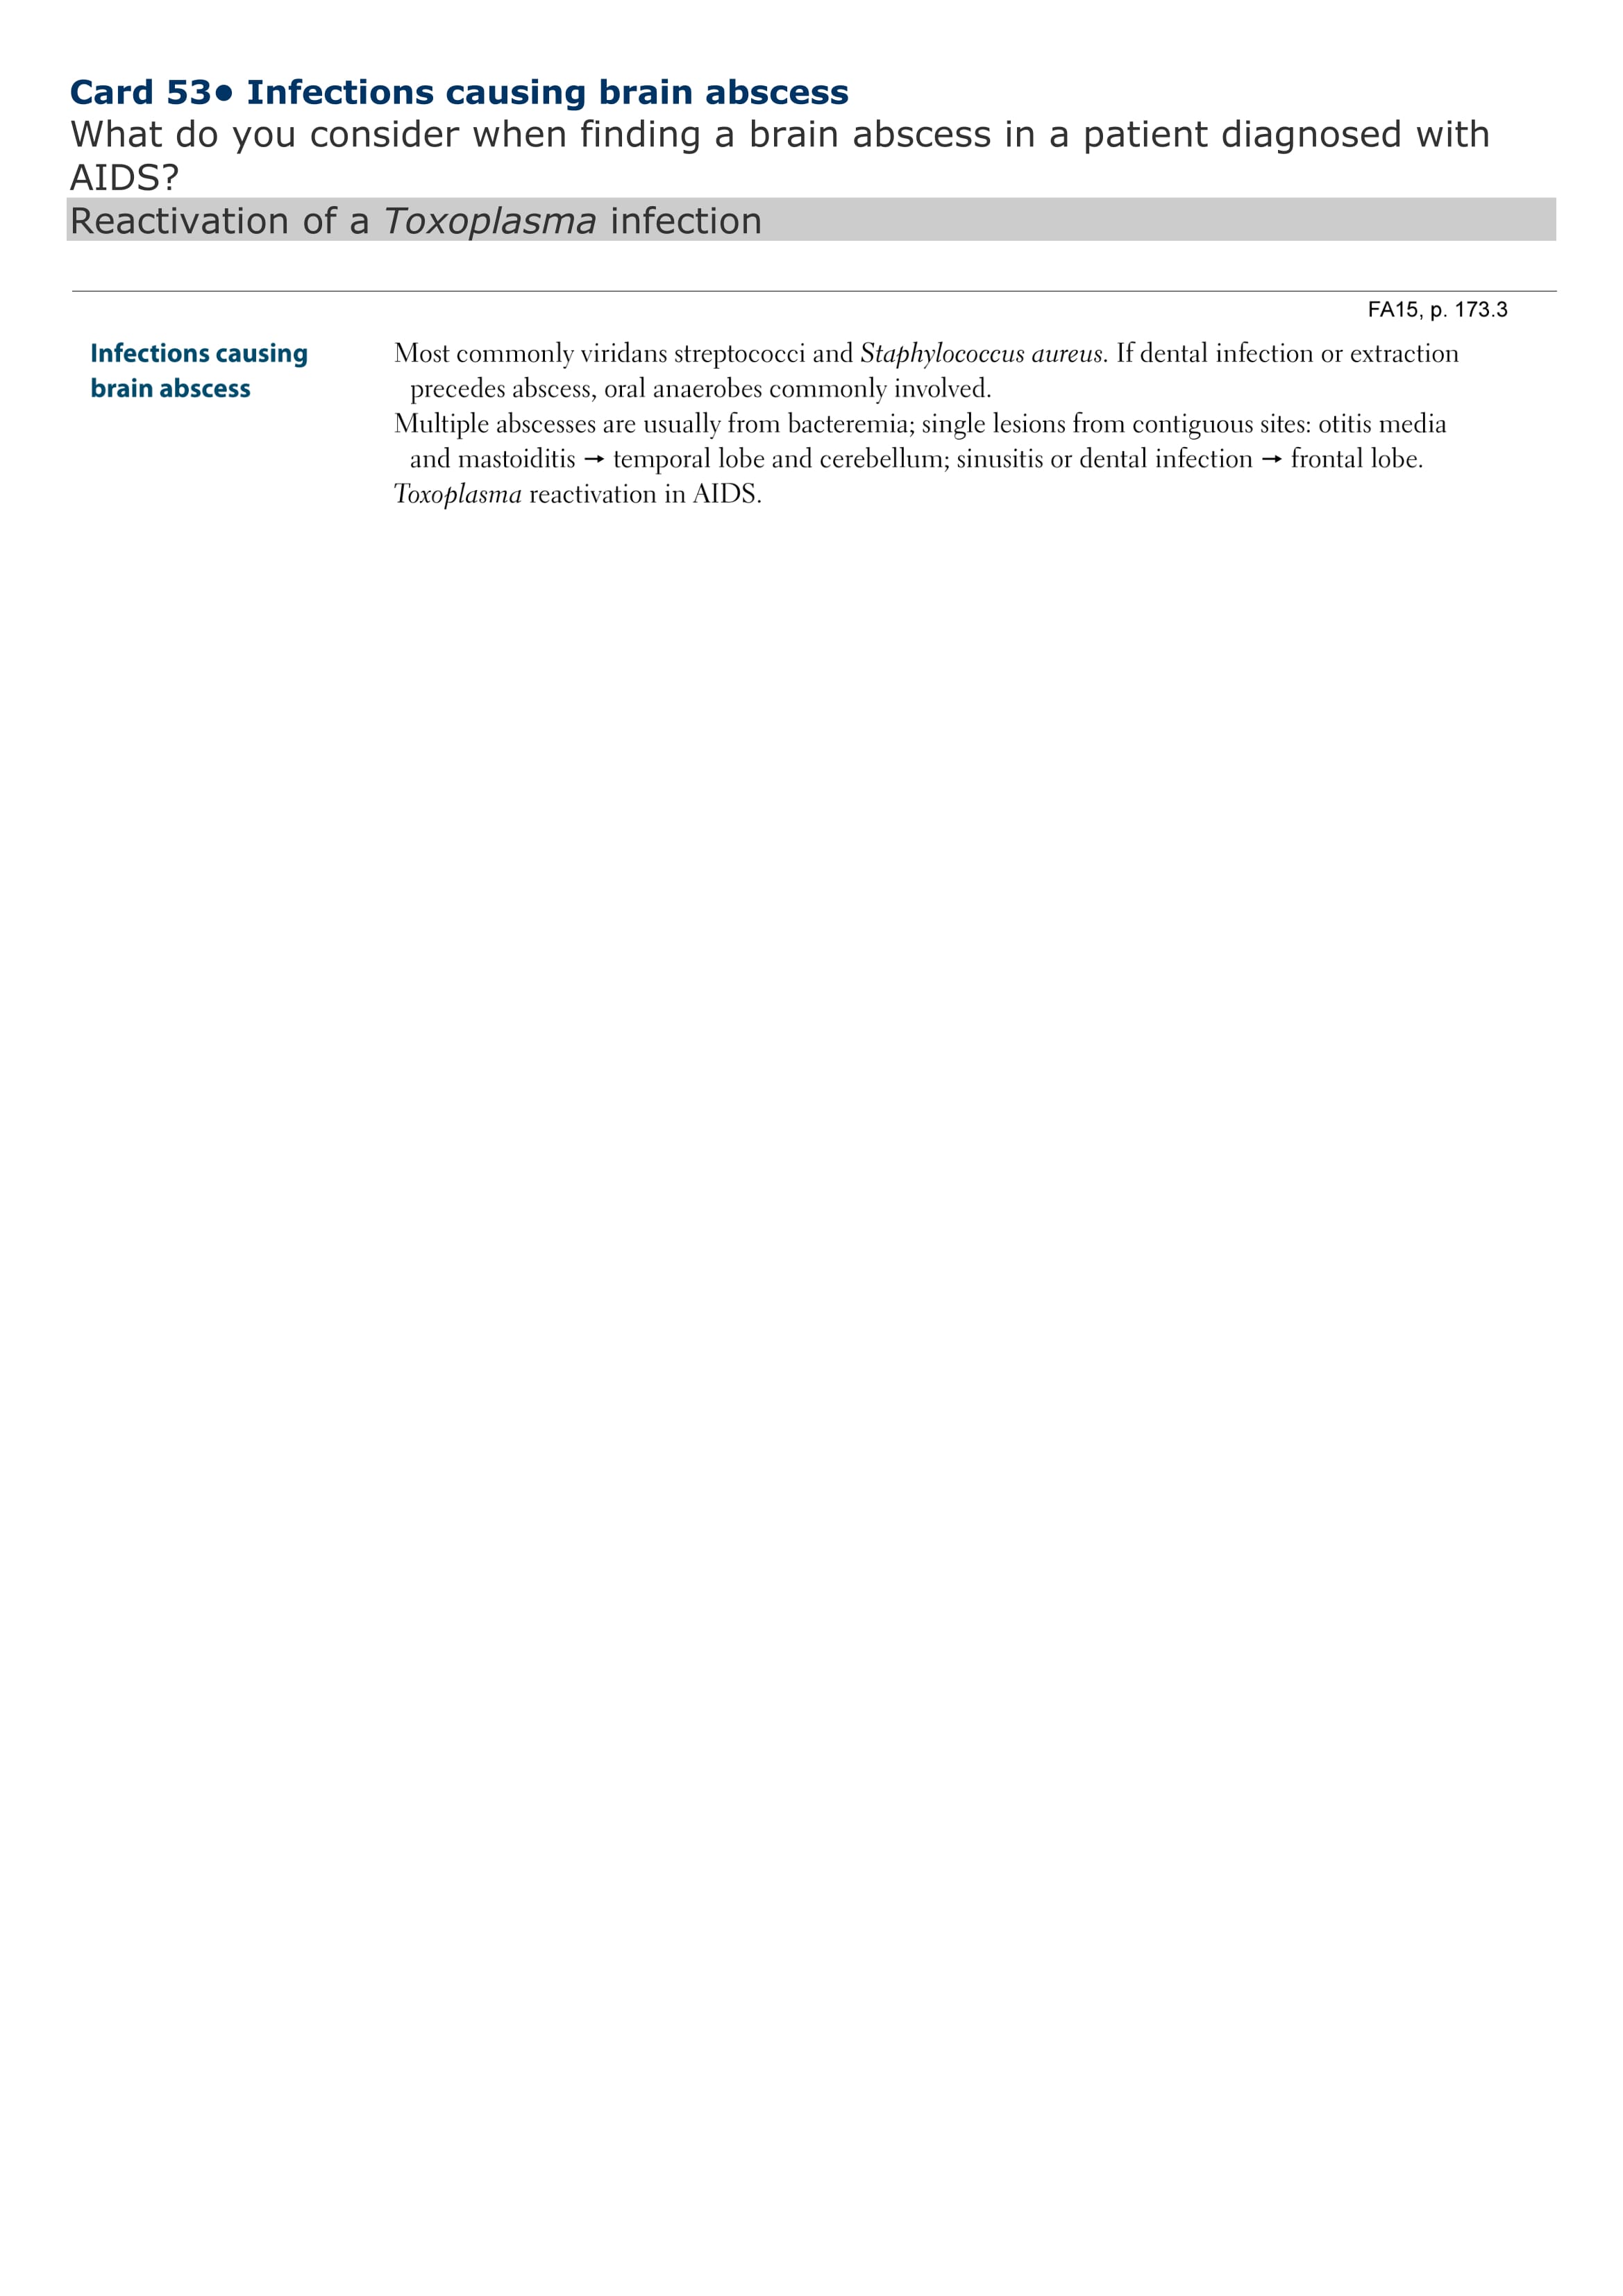 Card 53● Infections causing brain abscess
What do you consider when finding a brain abscess in a patient diagnosed with
AIDS?
Reactivation of a Toxoplasma infection
FA15, p. 173.3
Infections causing
brain abscess
Most commonly viridans streptococci and Staphylococcus aureus. If dental infection or extraction
precedes abscess, oral anaerobes commonly involved.
Multiple abscesses are usually from bacteremia; single lesions from contiguous sites: otitis media
and mastoiditis → temporal lobe and cerebellum; sinusitis or dental infection → frontal lobe.
Toxoplasma reactivation in AIDS.